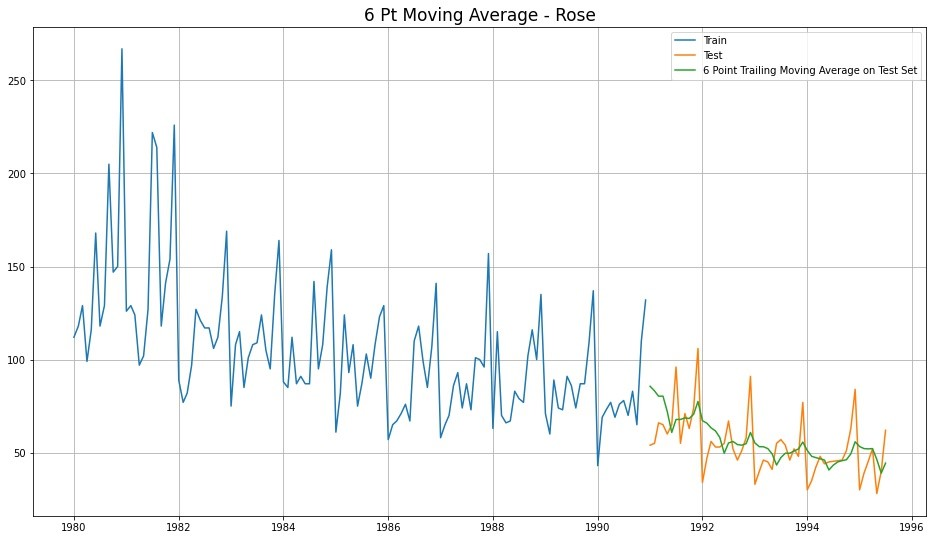 6 Pt Moving Average - Rose
Train
Test
6 Point Trailing Moving Average on Test Set
250
200
150
100
50
1980 1982 1984 1986 1988 1990 1992 1994 1996